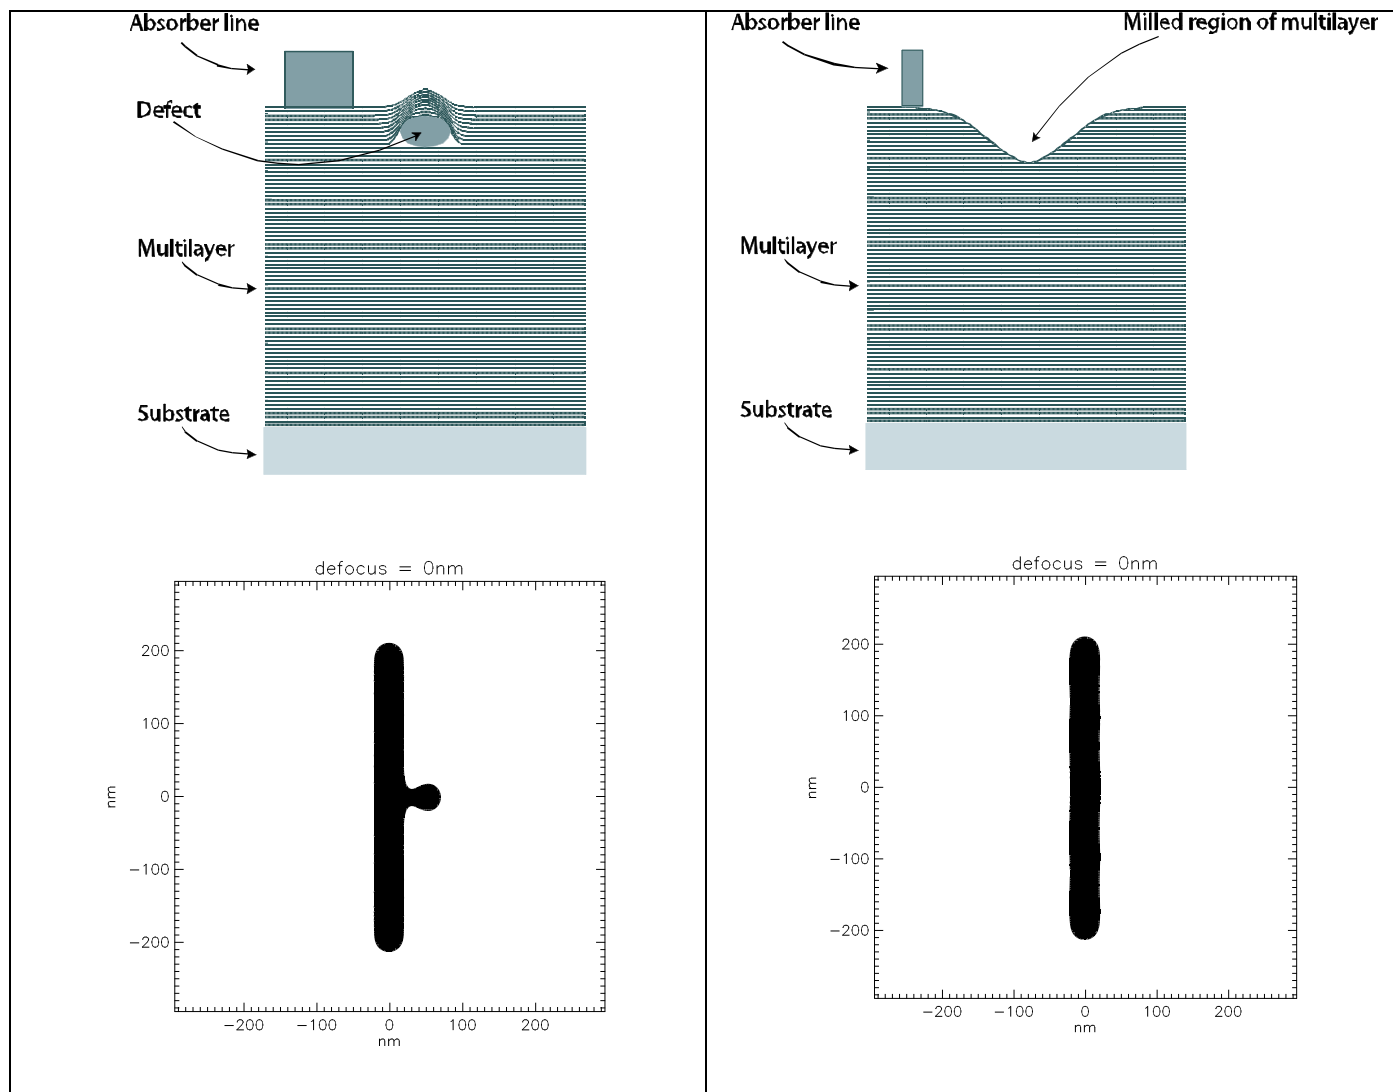 Absorber line
Defect
Multilayer
Substrate
defocus = 0nm
200
100
0
-100
-200
nm
-200 -100 0 100 200
nm
Absorber line
Milled region of multilayer
Multilayer
Substrate
defocus = 0nm
200
100
0
-100
-200
nm
-200 -100 0 100 200
nm